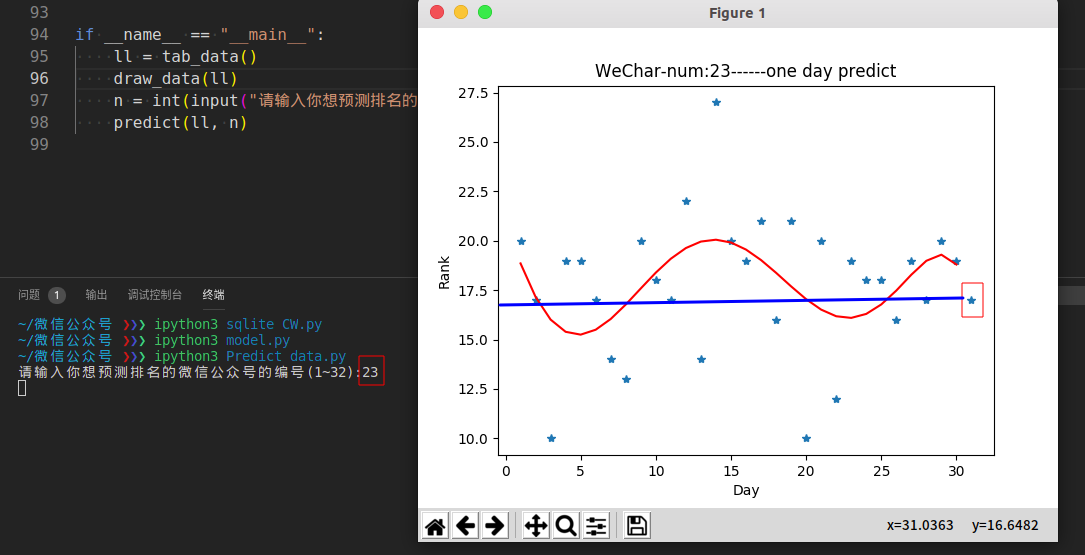 93
94 if __name__ == "__main__":
95 ll = tab_data()
96 draw_data(ll)
97 n = int(input("请输入你想预测排名的
98 predict(ll, n)
99
问题 1 输出 调试控制台 终端
~/微信公众号 ❯❯❯ ipython3 sqlite CW.py
~/微信公众号 ❯❯❯ ipython3 model.py
~/微信公众号 ❯❯❯ ipython3 Predict data.py
请输入你想预测排名的微信公众号的编号(1~32):23
Figure 1
WeChar-num:23------one day predict
27.5
25.0
22.5
20.0
17.5
15.0
12.5
10.0
Rank
0 5 10 15 20 25 30
Day
x=31.0363 y=16.6482